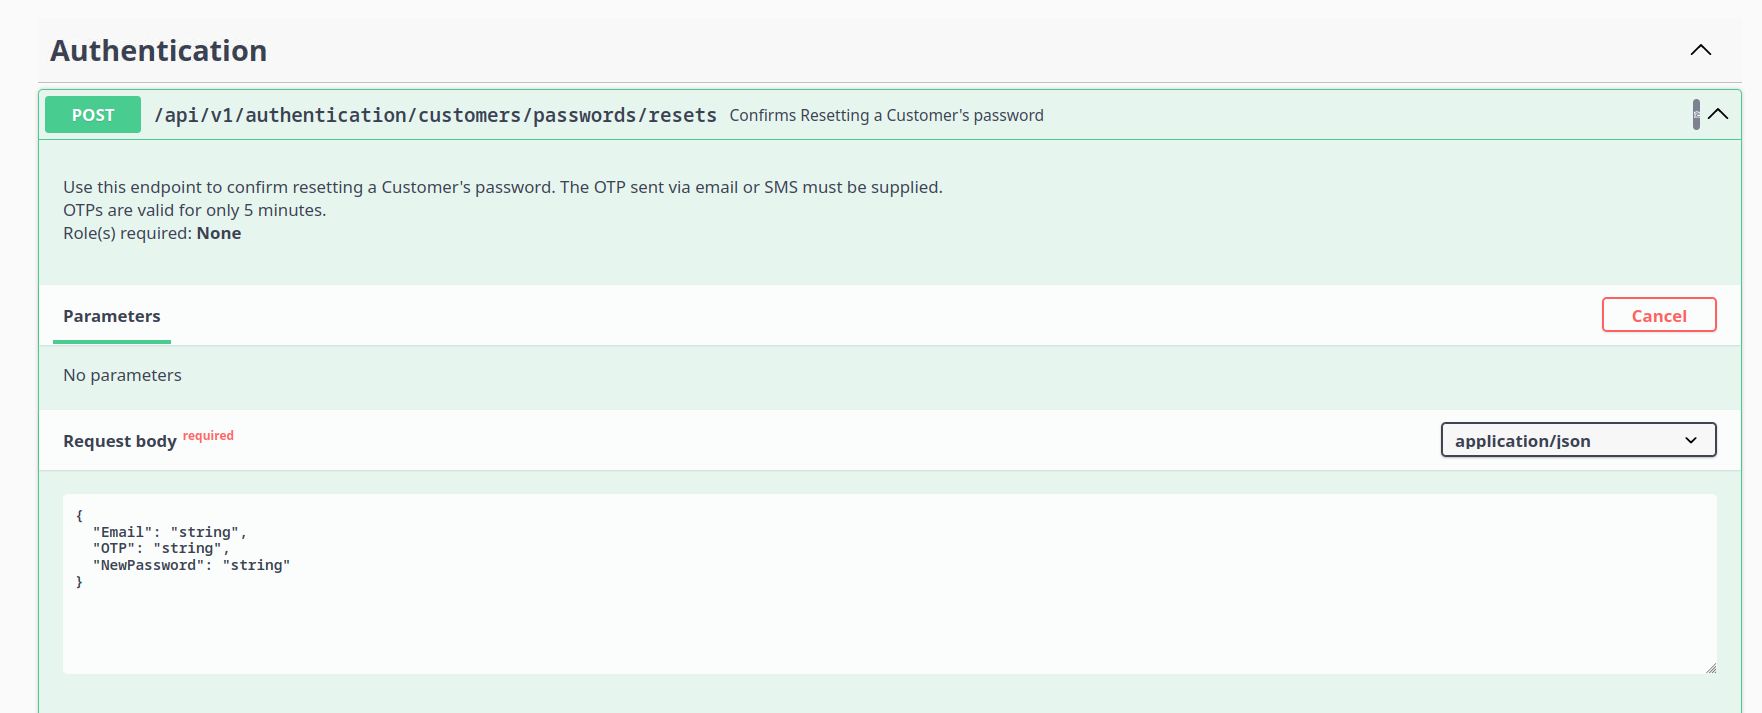 Authentication
POST /api/v1/authentication/customers/passwords/resets Confirms Resetting a Customer's password
Use this endpoint to confirm resetting a Customer's password. The OTP sent via email or SMS must be supplied.
OTPs are valid for only 5 minutes.
Role(s) required: None
Parameters
Cancel
No parameters
Request body required
application/json
{
  "Email": "string",
  "OTP": "string",
  "NewPassword": "string"
}